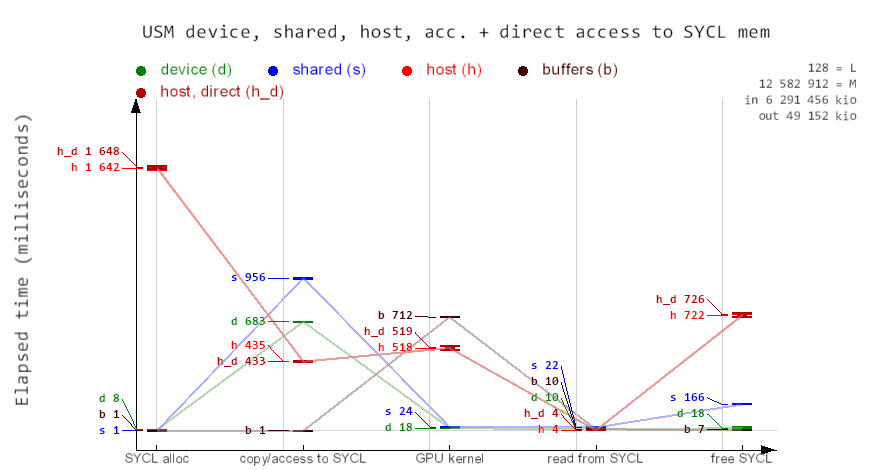 USM device, shared, host, acc. + direct access to SYCL mem
device (d)
shared (s)
host (h)
buffers (b)
host, direct (h_d)
128 = L
12 582 912 = M
in 6 291 456 kio
out 49 152 kio
Elapsed time (milliseconds)
h_d 1 648
h 1 642
d 8
b 1
s 1
s 956
d 683
h 435
h_d 433
b 1
b 712
h_d 519
h 518
s 24
d 18
s 22
b 10
d 10
h_d 4
h 4
h_d 726
h 722
s 166
d 18
b 7
SYCL alloc
copy/access to SYCL
GPU kernel
read from SYCL
free SYCL